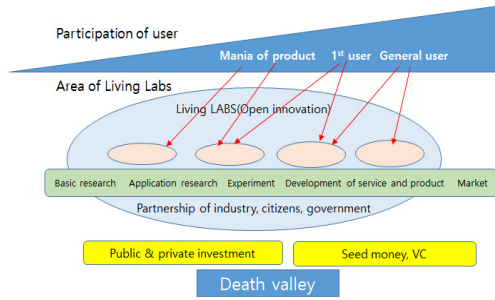 Participation of user
Mania of product 1st user General user
Area of Living Labs
Living LABS(Open innovation)
Basic research Application research Experiment Development of service and product Market
Partnership of industry, citizens, government
Public & private investment Seed money, VC
Death valley